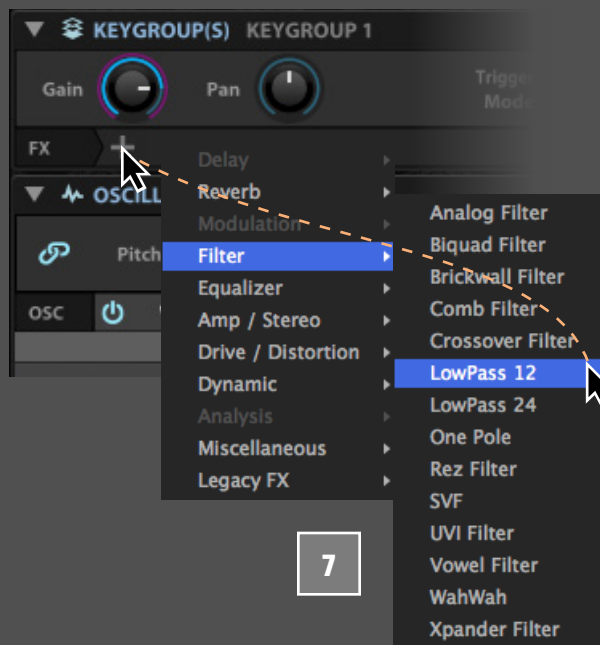 KEYGROUP(S) KEYGROUP 1
Gain Pan Trigger Mode
FX
Delay
Reverb
Modulation
Filter
Equalizer
Amp / Stereo
Drive / Distortion
Dynamic
Analysis
Miscellaneous
Legacy FX
OSCILL
Pitch
OSC
Analog Filter
Biquad Filter
Brickwall Filter
Comb Filter
Crossover Filter
LowPass 12
LowPass 24
One Pole
Rez Filter
SVF
UVI Filter
Vowel Filter
WahWah
Xpander Filter
7